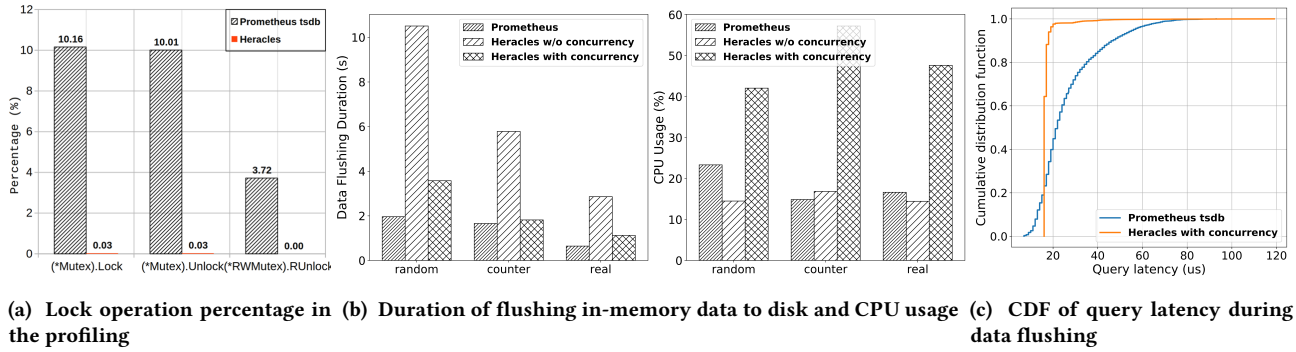 12
10
8
6
4
2
0
Percentage (%)
10.16
10.01
3.72
0.03
0.03
0.00
Prometheus tsdb
Heracles
(*Mutex).Lock
(*Mutex).Unlock
(*RWMutex).RUnlock
10
8
6
4
2
0
Data Flushing Duration (s)
Prometheus
Heracles w/o concurrency
Heracles with concurrency
random
counter
real
60
50
40
30
20
10
0
CPU Usage (%)
Prometheus
Heracles w/o concurrency
Heracles with concurrency
random
counter
real
1.0
0.8
0.6
0.4
0.2
0.0
Cumulative distribution function
Prometheus tsdb
Heracles with concurrency
20
40
60
80
100
120
Query latency (us)
(a) Lock operation percentage in
the profiling
(b) Duration of flushing in-memory data to disk and CPU usage
(c) CDF of query latency during
data flushing